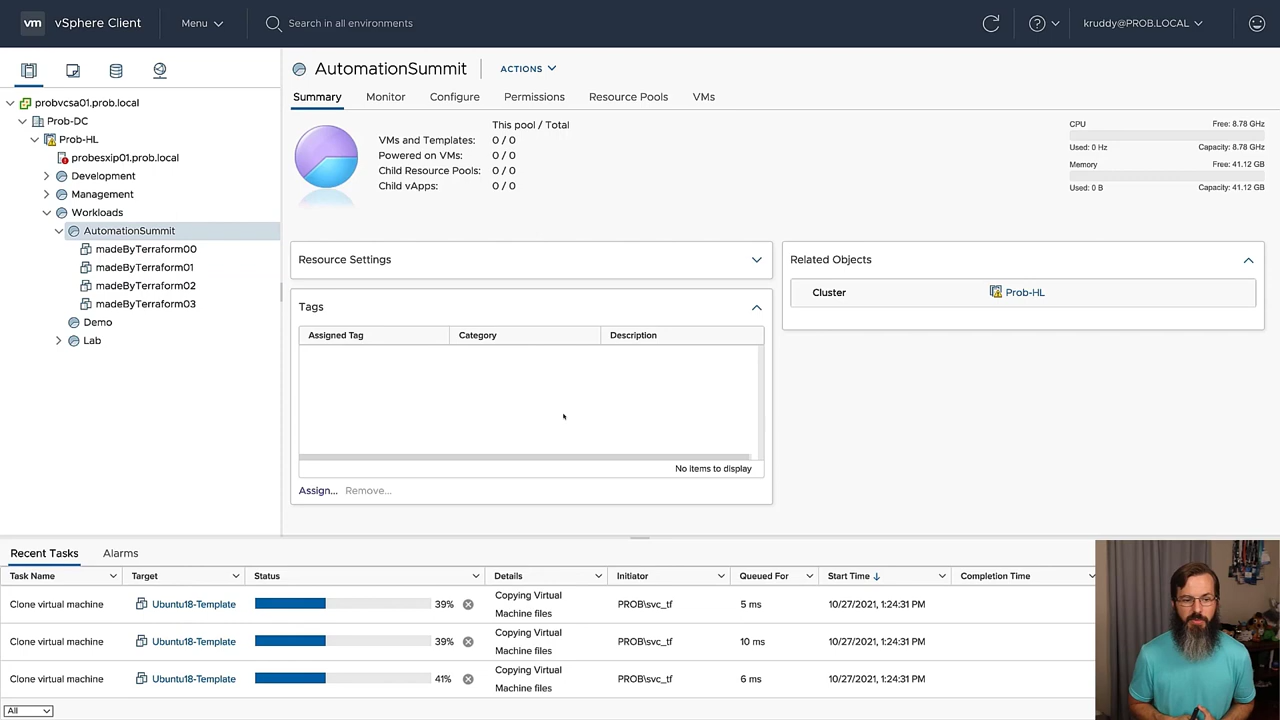 vm vSphere Client Menu Search in all environments kruddy@PROB.LOCAL
AutomationSummit ACTIONS
Summary Monitor Configure Permissions Resource Pools VMs
probvcsa01.prob.local
Prob-DC
Prob-HL
probesxip01.prob.local
Development
Management
Workloads
AutomationSummit
madeByTerraform00
madeByTerraform01
madeByTerraform02
madeByTerraform03
Demo
Lab
This pool / Total
VMs and Templates: 0 / 0
Powered on VMs: 0 / 0
Child Resource Pools: 0 / 0
Child vApps: 0 / 0
CPU Free: 8.78 GHz
Used: 0 Hz Capacity: 8.78 GHz
Memory Free: 41.12 GB
Used: 0 B Capacity: 41.12 GB
Resource Settings
Tags
Assigned Tag Category Description
No items to display
Assign... Remove...
Related Objects
Cluster Prob-HL
Recent Tasks Alarms
Task Name Target Status Details Initiator Queued For Start Time Completion Time
Clone virtual machine Ubuntu18-Template 39% Copying Virtual Machine files PROB\svc_tf 5 ms 10/27/2021, 1:24:31 PM
Clone virtual machine Ubuntu18-Template 39% Copying Virtual Machine files PROB\svc_tf 10 ms 10/27/2021, 1:24:31 PM
Clone virtual machine Ubuntu18-Template 41% Copying Virtual Machine files PROB\svc_tf 6 ms 10/27/2021, 1:24:31 PM
All